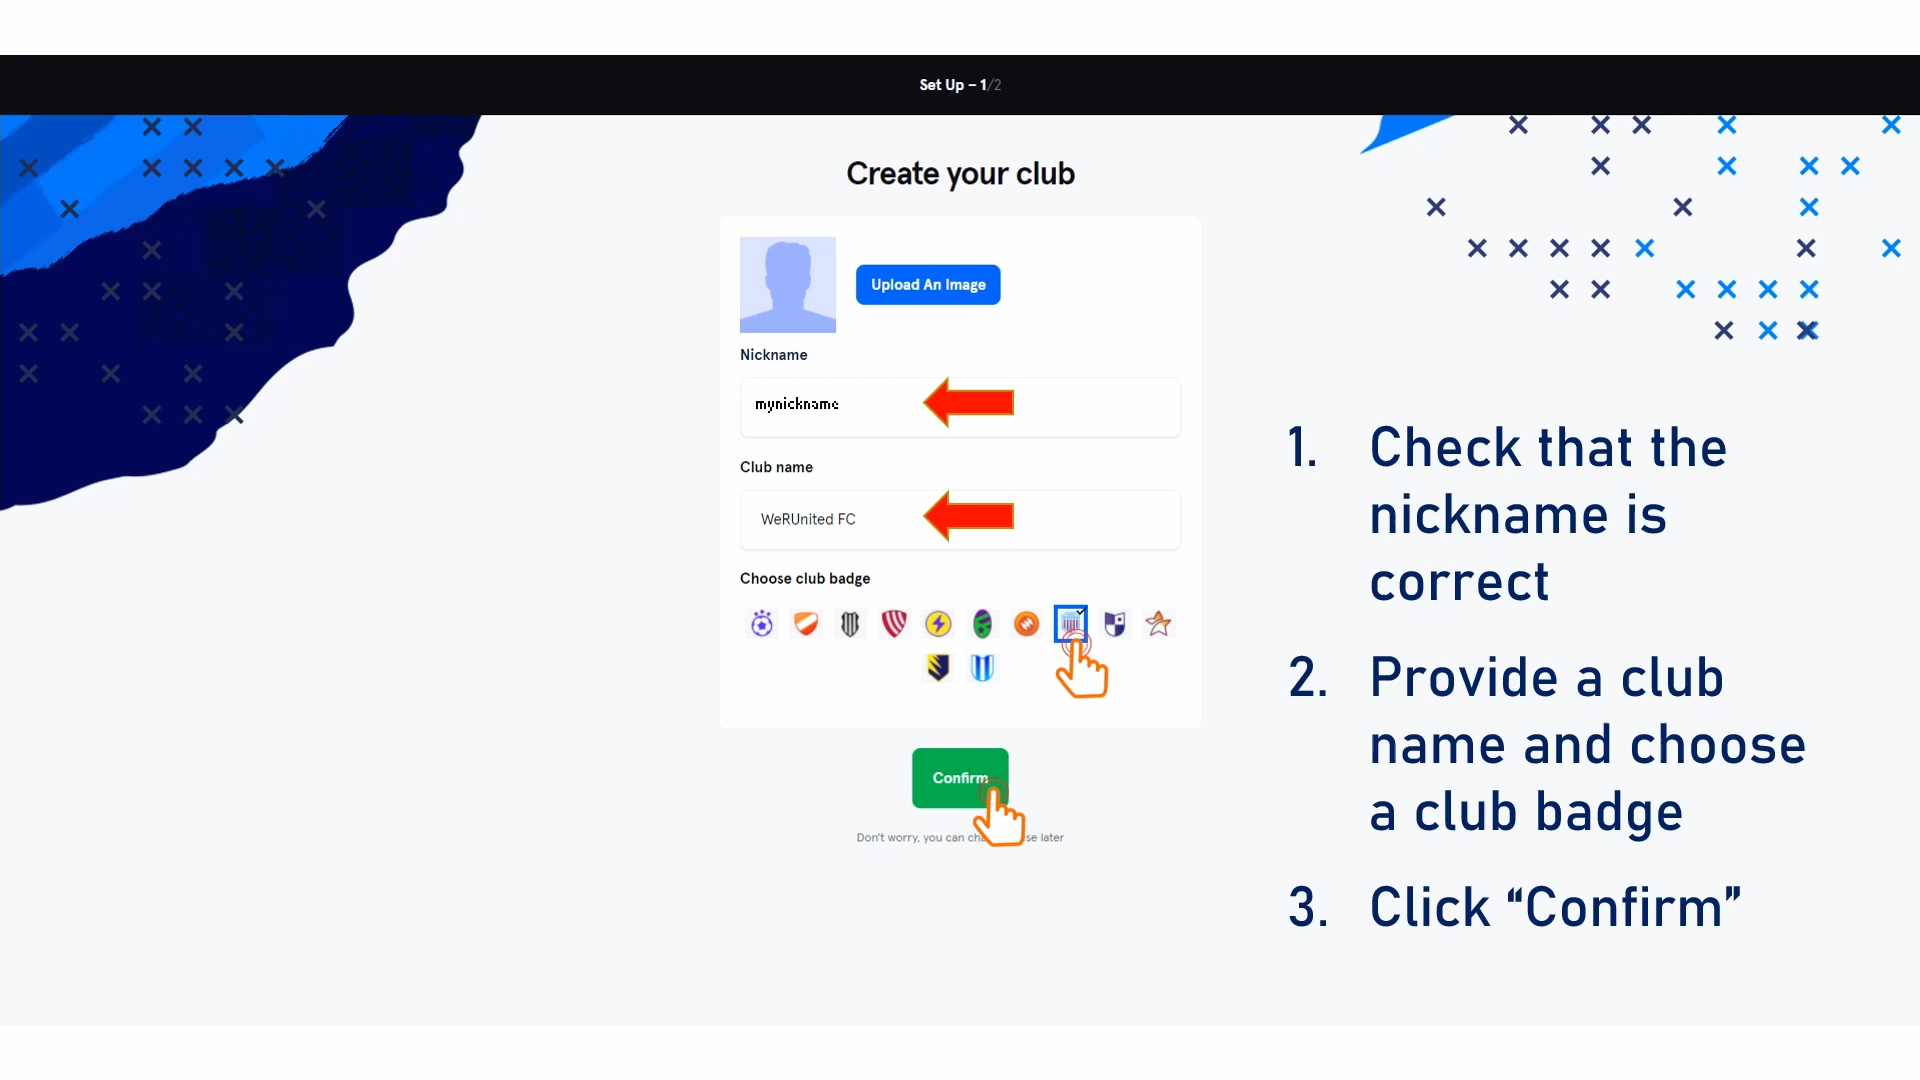 Set Up – 1/2
Create your club
Upload An Image
Nickname
mynickname
Club name
WeRUnited FC
Choose club badge
Confirm
Don't worry, you can cha se later
1. Check that the
nickname is
correct
2. Provide a club
name and choose
a club badge
3. Click “Confirm”